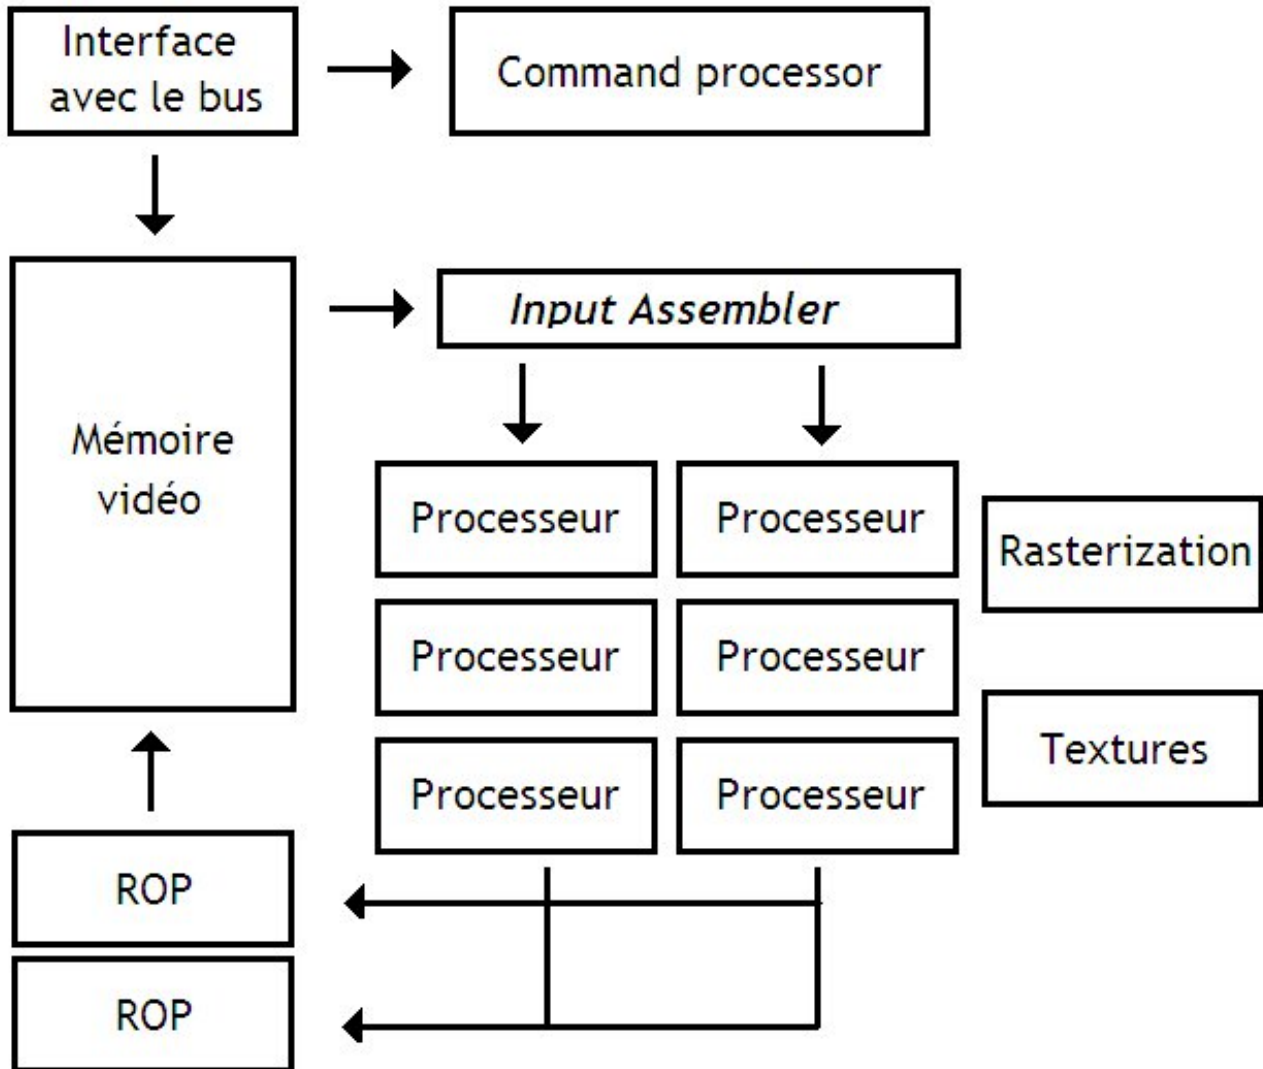 Interface
avec le bus
Command processor
Input Assembler
Mémoire
vidéo
Processeur
Processeur
Rasterization
Processeur
Processeur
Textures
Processeur
Processeur
ROP
ROP